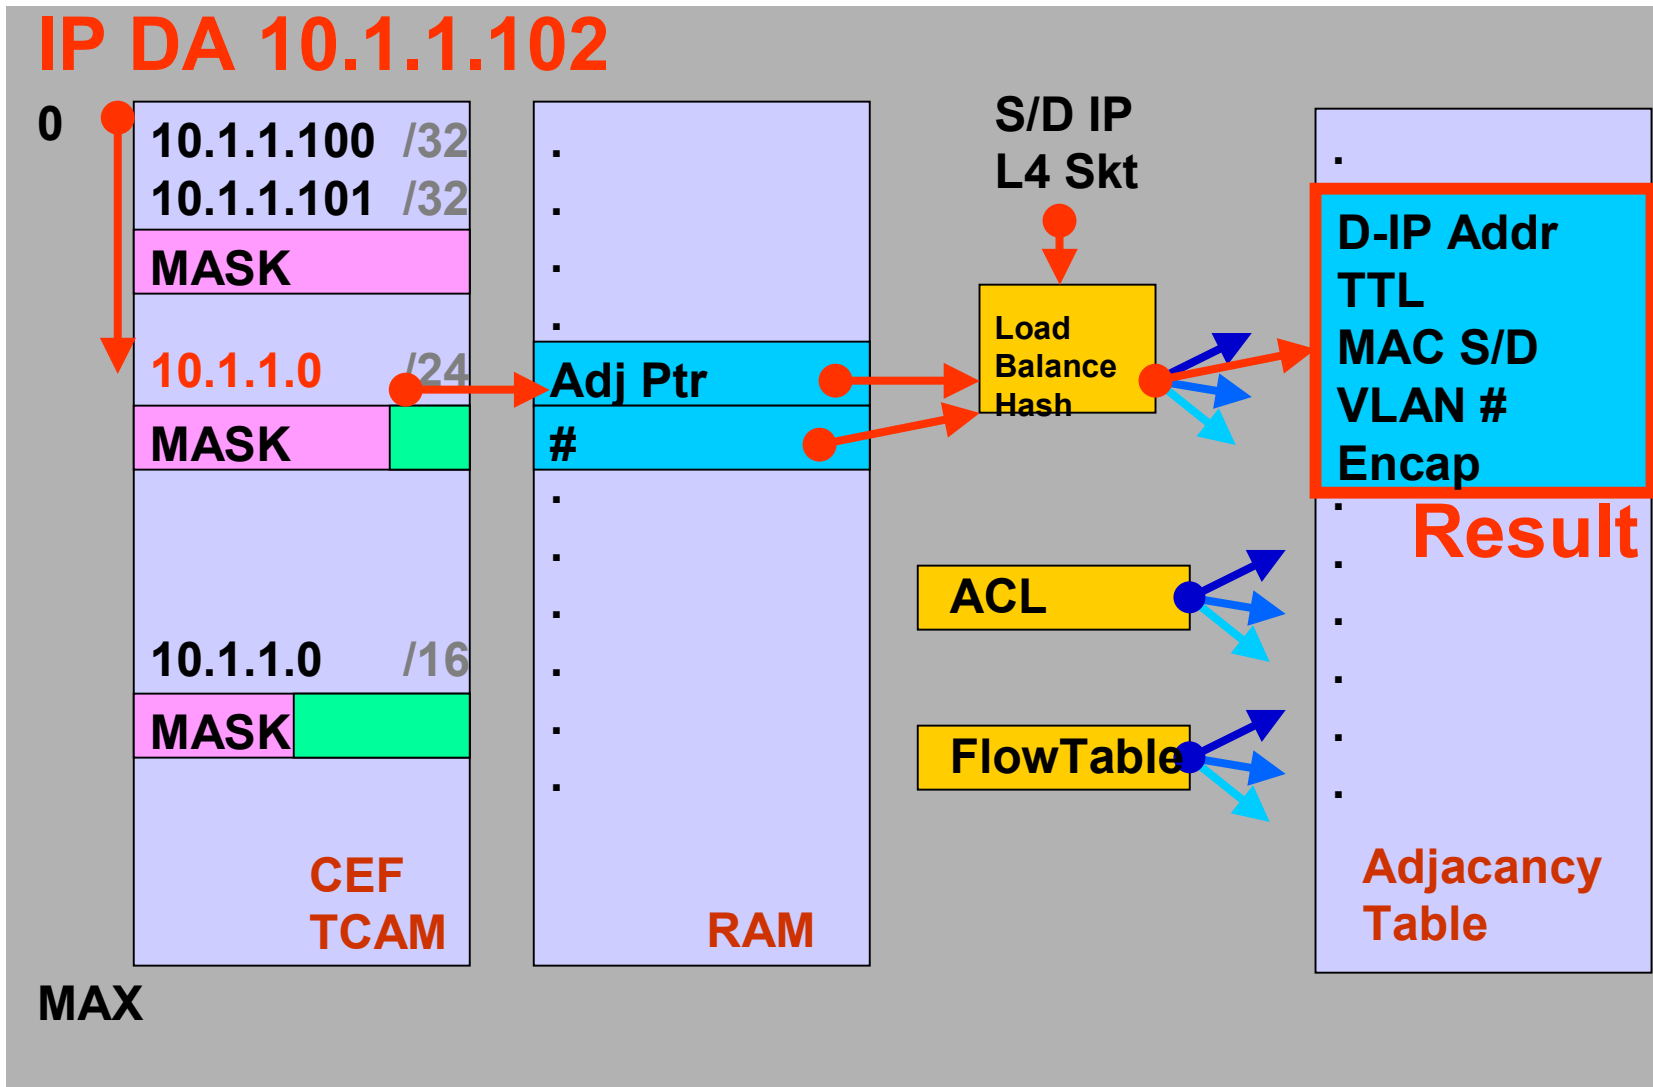 IP DA 10.1.1.102
0
10.1.1.100 /32
10.1.1.101 /32
MASK
10.1.1.0 /24
MASK
10.1.1.0 /16
MASK
CEF
TCAM
MAX
.
.
.
.
Adj Ptr
#
.
.
.
.
.
.
RAM
S/D IP
L4 Skt
Load
Balance
Hash
ACL
FlowTable
.
D-IP Addr
TTL
MAC S/D
VLAN #
Encap
Result
.
.
.
.
.
.
Adjacancy
Table